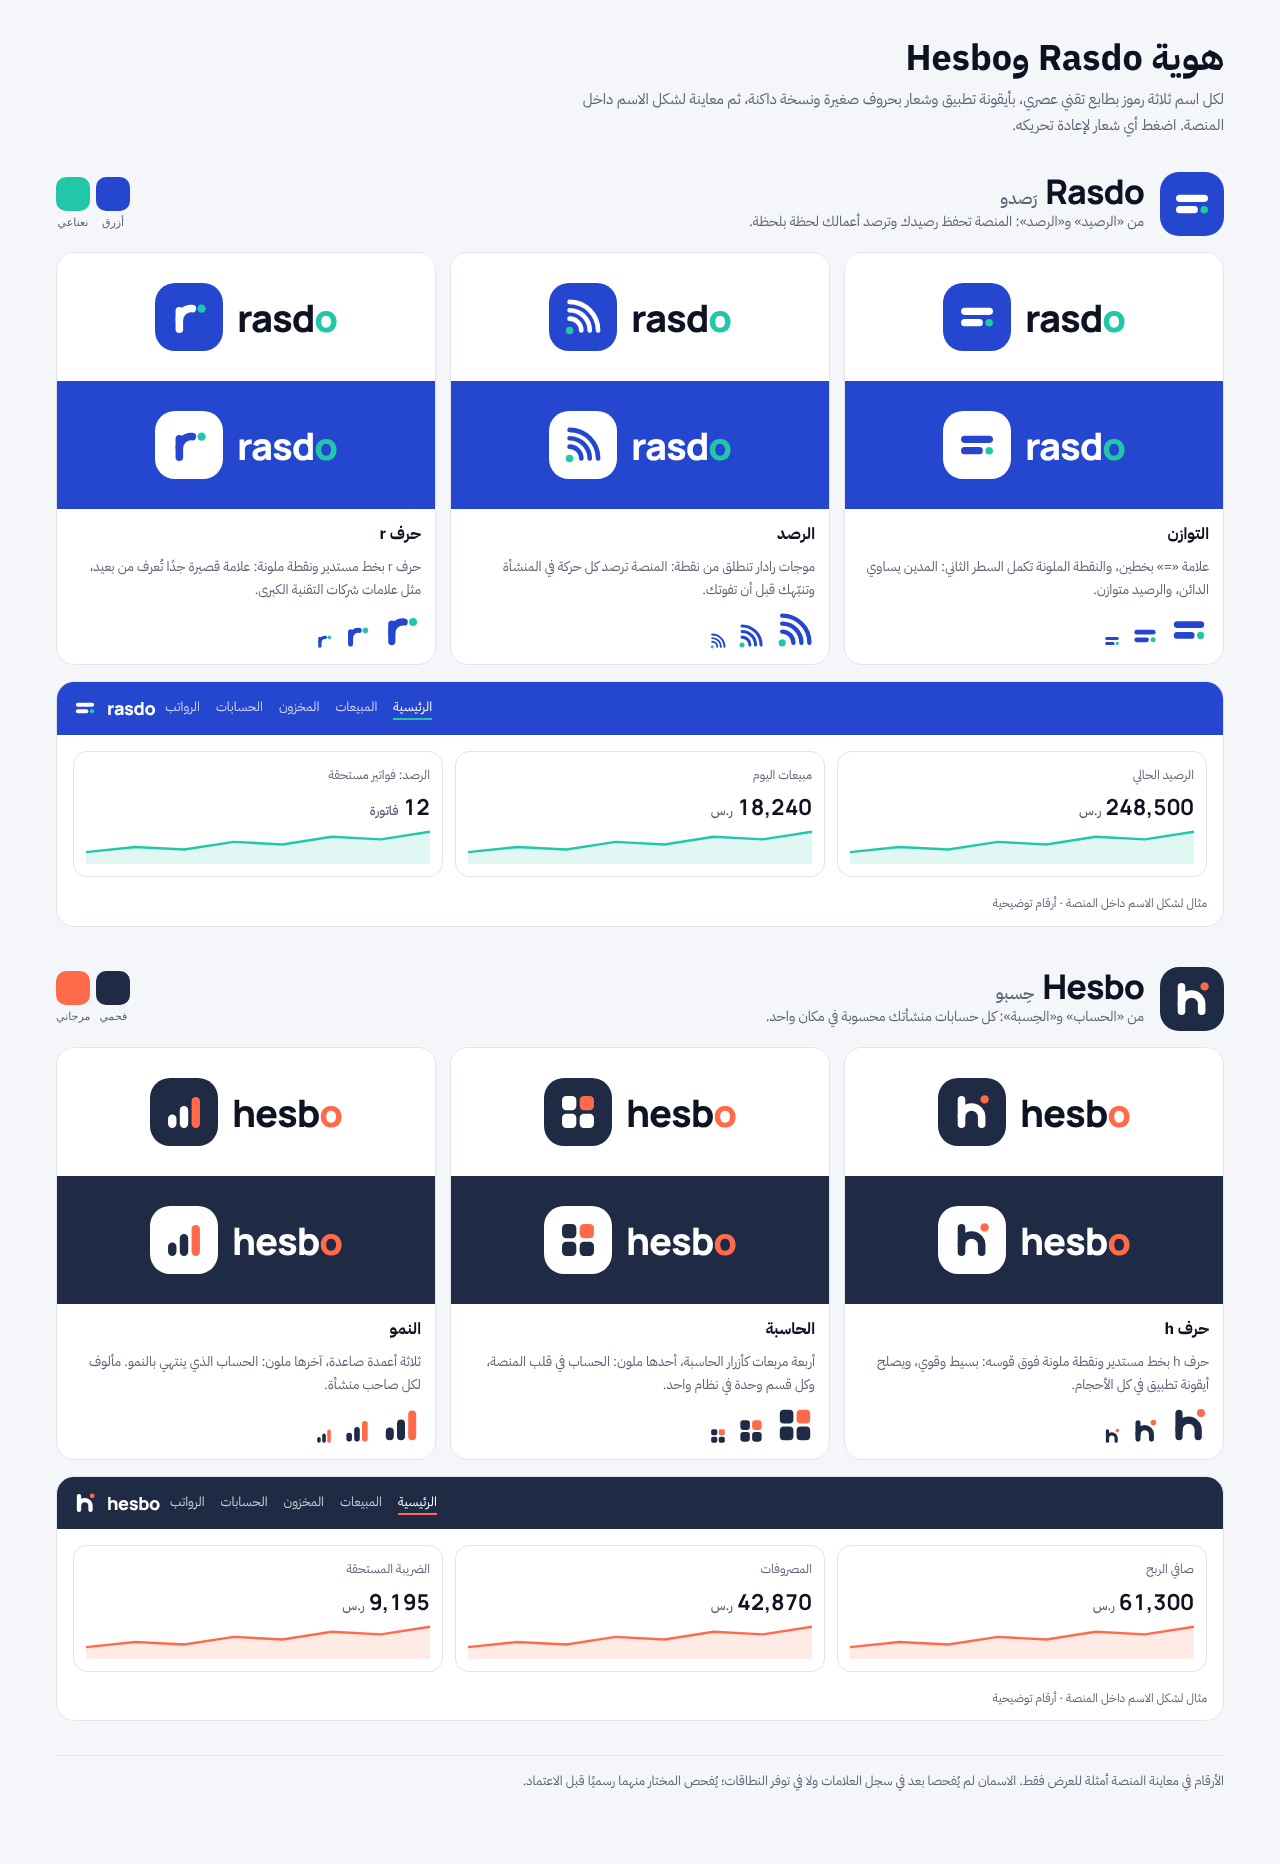 هوية Rasdo وHesbo
لكل اسم ثلاثة رموز بطابع تقني عصري، بأيقونة تطبيق وشعار بحروف صغيرة ونسخة داكنة، ثم معاينة لشكل الاسم داخل
المنصة. اضغط أي شعار لإعادة تحريكه.
Rasdo رَصدو
من «الرصيد» و«الرصد»: المنصة تحفظ رصيدك وترصد أعمالك لحظة بلحظة.
أزرق نعناعي
rasdo
rasdo
التوازن
علامة «=» بخطين، والنقطة الملونة تكمل السطر الثاني: المدين يساوي
الدائن، والرصيد متوازن.
rasdo
rasdo
الرصد
موجات رادار تنطلق من نقطة: المنصة ترصد كل حركة في المنشأة
وتنبّهك قبل أن تفوتك.
rasdo
rasdo
حرف r
حرف r بخط مستدير ونقطة ملونة: علامة قصيرة جدًا تُعرف من بعيد،
مثل علامات شركات التقنية الكبرى.
الرئيسية المبيعات المخزون الحسابات الرواتب rasdo
الرصيد الحالي
248,500 ر.س
مبيعات اليوم
18,240 ر.س
الرصد: فواتير مستحقة
12 فاتورة
مثال لشكل الاسم داخل المنصة · أرقام توضيحية
Hesbo حِسبو
من «الحساب» و«الحِسبة»: كل حسابات منشأتك محسوبة في مكان واحد.
فحمي مرجاني
hesbo
hesbo
حرف h
حرف h بخط مستدير ونقطة ملونة فوق قوسه: بسيط وقوي، ويصلح
أيقونة تطبيق في كل الأحجام.
hesbo
hesbo
الحاسبة
أربعة مربعات كأزرار الحاسبة، أحدها ملون: الحساب في قلب المنصة،
وكل قسم وحدة في نظام واحد.
hesbo
hesbo
النمو
ثلاثة أعمدة صاعدة، آخرها ملون: الحساب الذي ينتهي بالنمو. مألوف
لكل صاحب منشأة.
الرئيسية المبيعات المخزون الحسابات الرواتب hesbo
صافي الربح
61,300 ر.س
المصروفات
42,870 ر.س
الضريبة المستحقة
9,195 ر.س
مثال لشكل الاسم داخل المنصة · أرقام توضيحية
الأرقام في معاينة المنصة أمثلة للعرض فقط. الاسمان لم يُفحصا بعد في سجل العلامات ولا في توفر النطاقات؛ يُفحص المختار منهما رسميًا قبل الاعتماد.